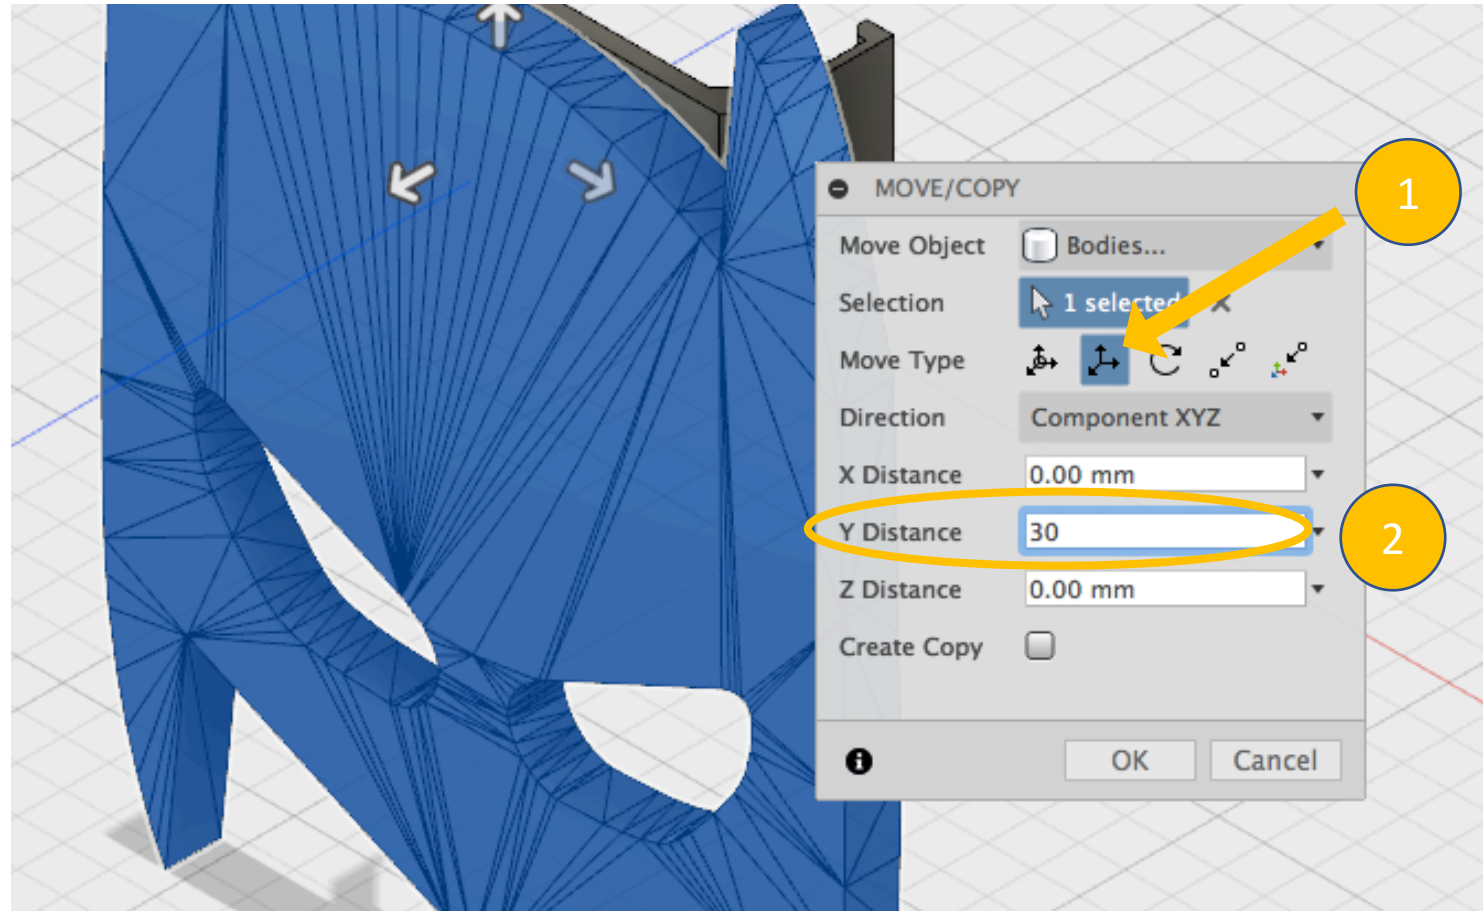 MOVE/COPY
1
Move Object Bodies...
Selection 1 selected
Move Type
Direction Component XYZ
X Distance 0.00 mm
Y Distance 30
2
Z Distance 0.00 mm
Create Copy
OK Cancel